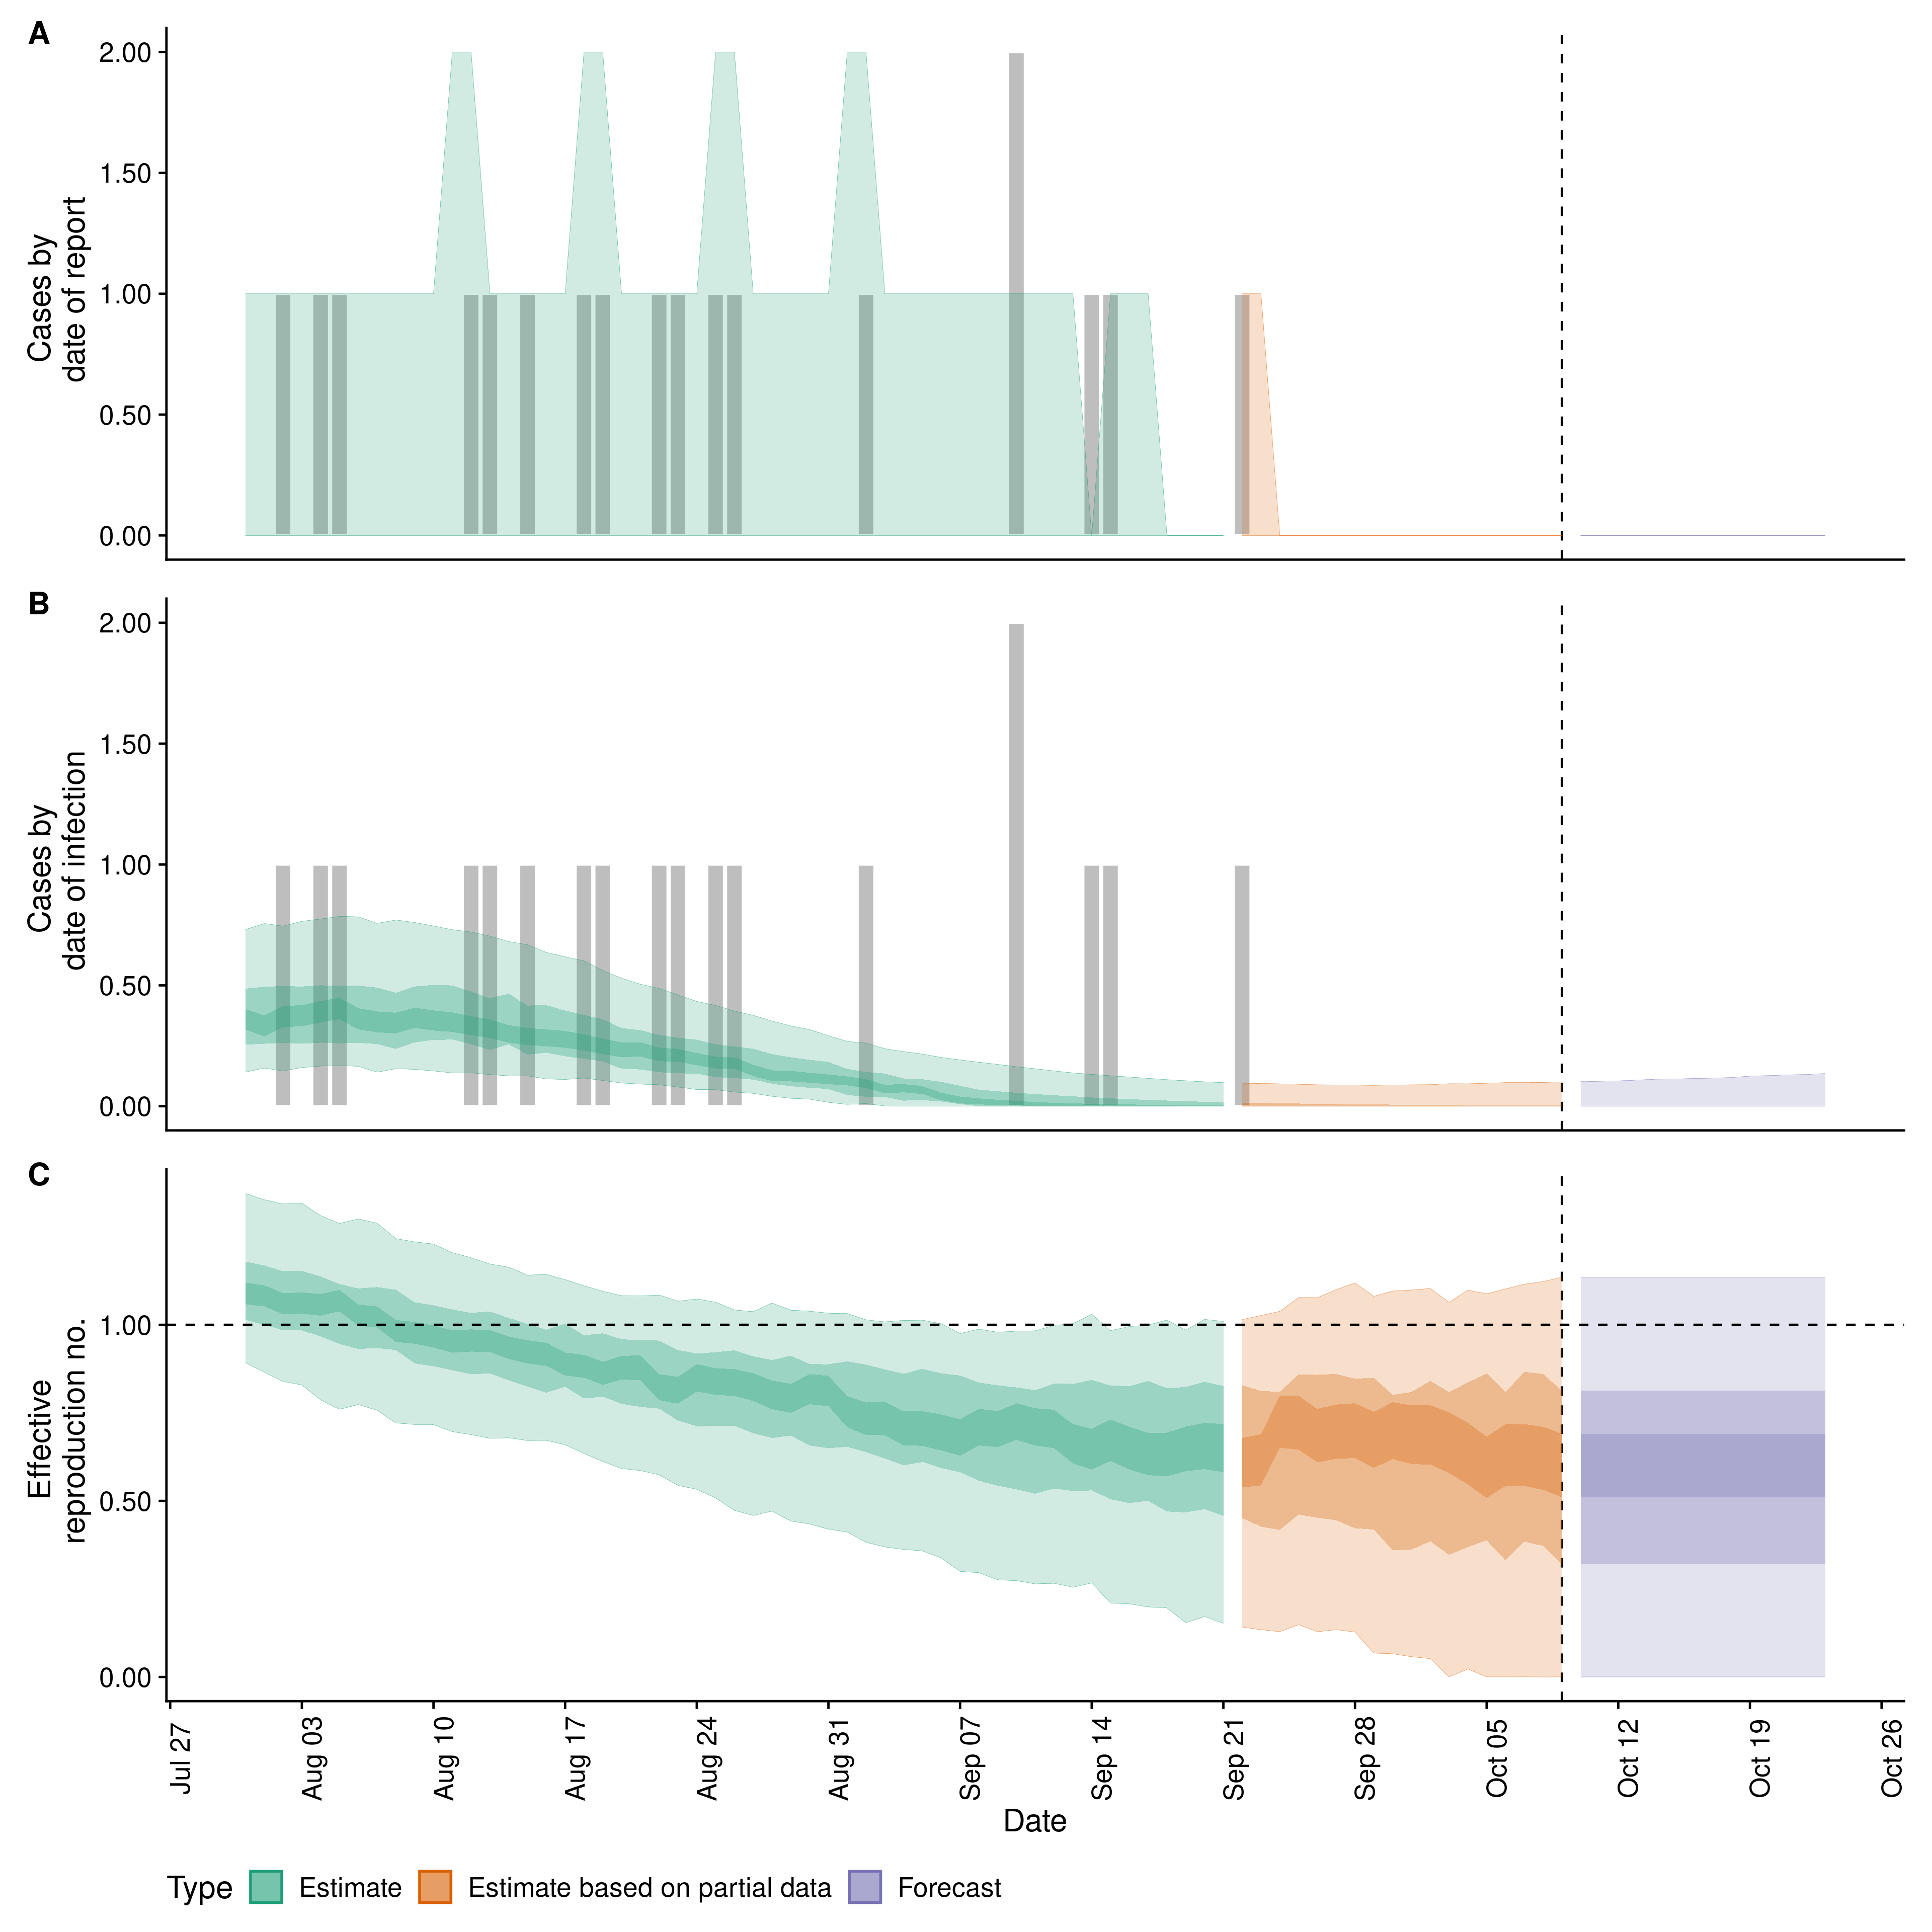 A
2.00
1.50
1.00
0.50
0.00
Cases by
date of report
B
2.00
1.50
1.00
0.50
0.00
Cases by
date of infection
C
1.00
0.50
0.00
Effective
reproduction no.
Jul 27
Aug 03
Aug 10
Aug 17
Aug 24
Aug 31
Sep 07
Sep 14
Sep 21
Sep 28
Oct 05
Oct 12
Oct 19
Oct 26
Date
Type Estimate Estimate based on partial data Forecast